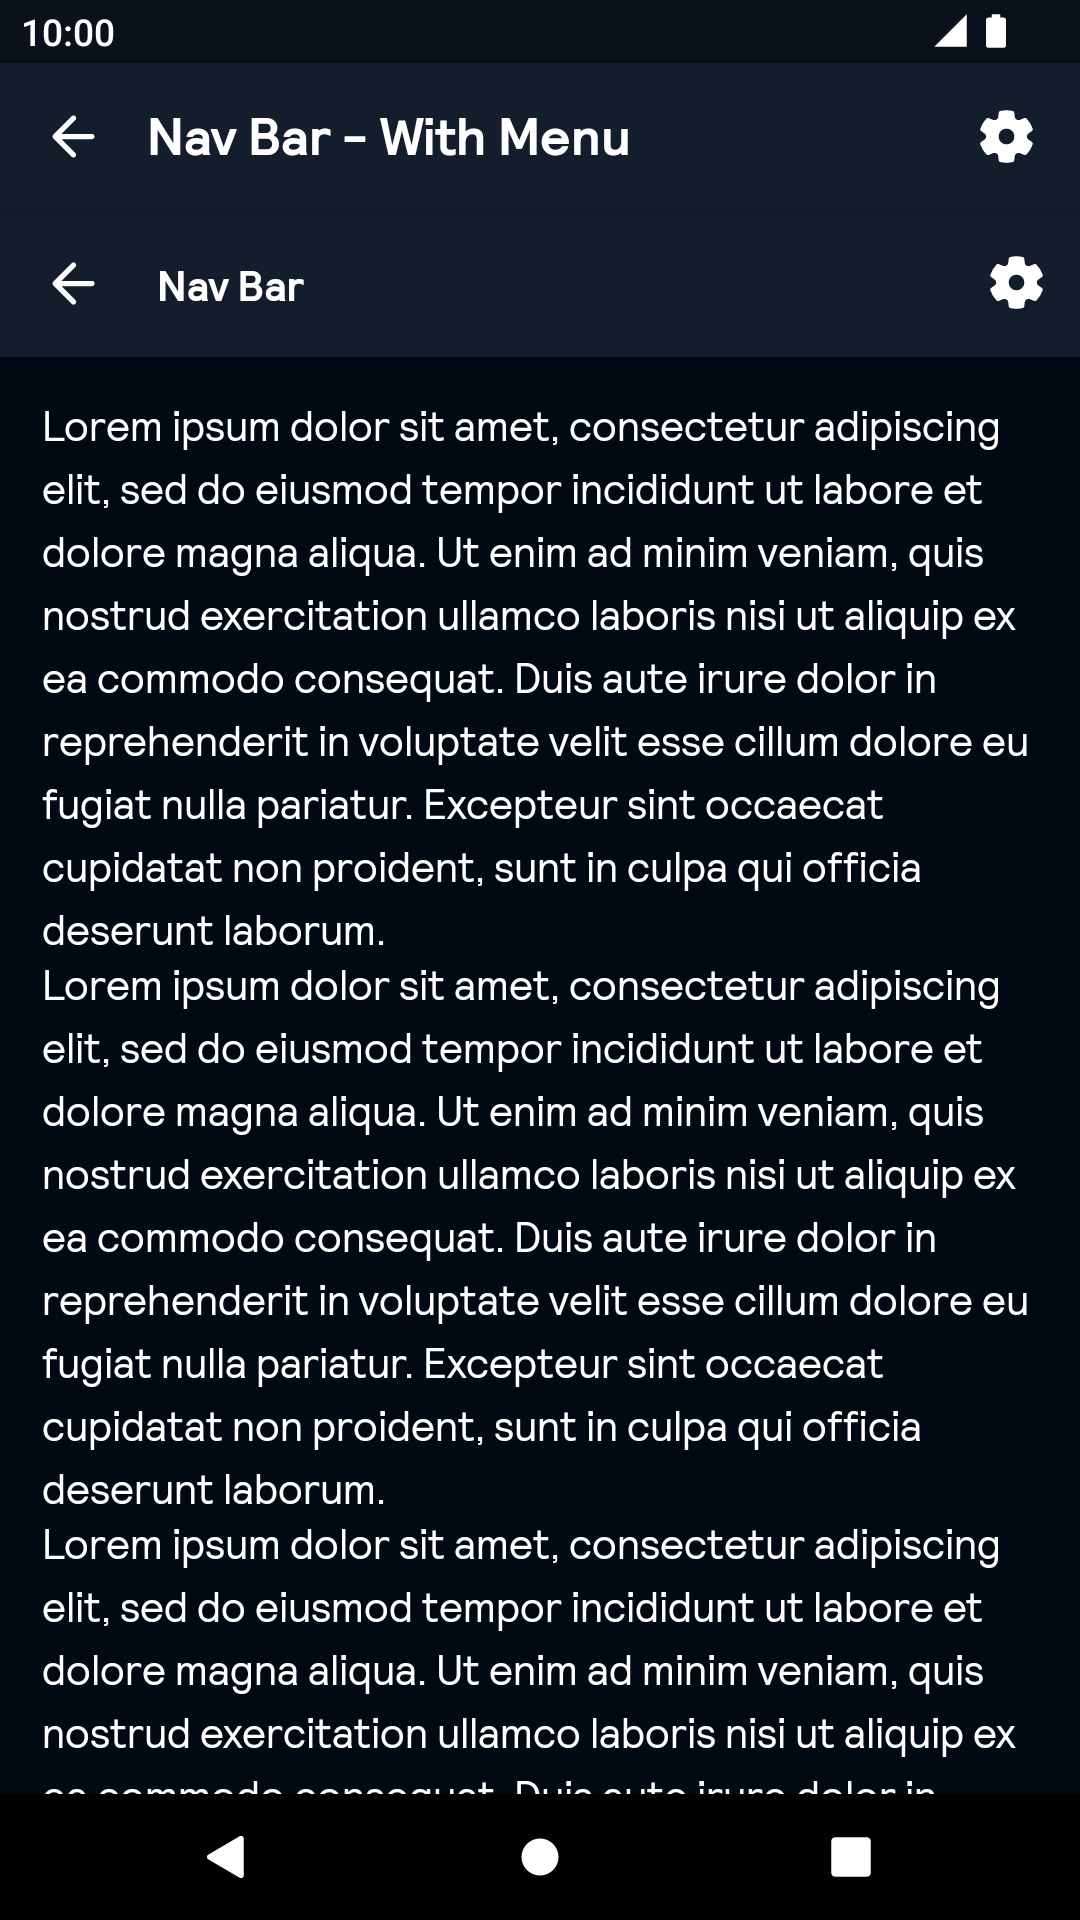 10:00
Nav Bar - With Menu
Nav Bar
Lorem ipsum dolor sit amet, consectetur adipiscing
elit, sed do eiusmod tempor incididunt ut labore et
dolore magna aliqua. Ut enim ad minim veniam, quis
nostrud exercitation ullamco laboris nisi ut aliquip ex
ea commodo consequat. Duis aute irure dolor in
reprehenderit in voluptate velit esse cillum dolore eu
fugiat nulla pariatur. Excepteur sint occaecat
cupidatat non proident, sunt in culpa qui officia
deserunt laborum.
Lorem ipsum dolor sit amet, consectetur adipiscing
elit, sed do eiusmod tempor incididunt ut labore et
dolore magna aliqua. Ut enim ad minim veniam, quis
nostrud exercitation ullamco laboris nisi ut aliquip ex
ea commodo consequat. Duis aute irure dolor in
reprehenderit in voluptate velit esse cillum dolore eu
fugiat nulla pariatur. Excepteur sint occaecat
cupidatat non proident, sunt in culpa qui officia
deserunt laborum.
Lorem ipsum dolor sit amet, consectetur adipiscing
elit, sed do eiusmod tempor incididunt ut labore et
dolore magna aliqua. Ut enim ad minim veniam, quis
nostrud exercitation ullamco laboris nisi ut aliquip ex
ea commodo consequat. Duis aute irure dolor in